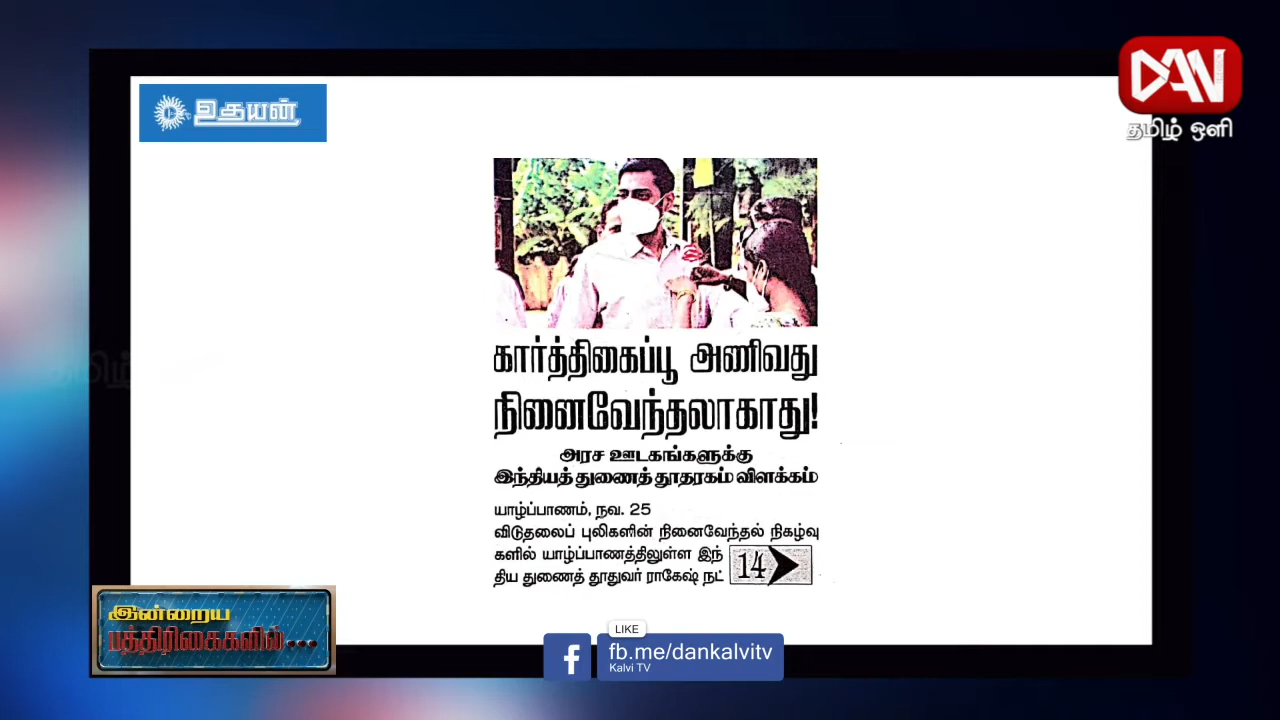 உதயன்
DAN
தமிழ் ஒளி
கார்த்திகைப்பூ அணிவது
நினைவேந்தலாகாது!
அரச ஊடகங்களுக்கு
இந்தியத் துணைத் தூதரகம் விளக்கம்
யாழ்ப்பாணம், நவ. 25
விடுதலைப் புலிகளின் நினைவேந்தல் நிகழ்வு
களில் யாழ்ப்பாணத்திலுள்ள இந்
திய துணைத் தூதுவர் ராகேஷ் நட்
14
இன்றைய
பத்திரிகைகளில்...
LIKE
fb.me/dankalvitv
Kalvi TV